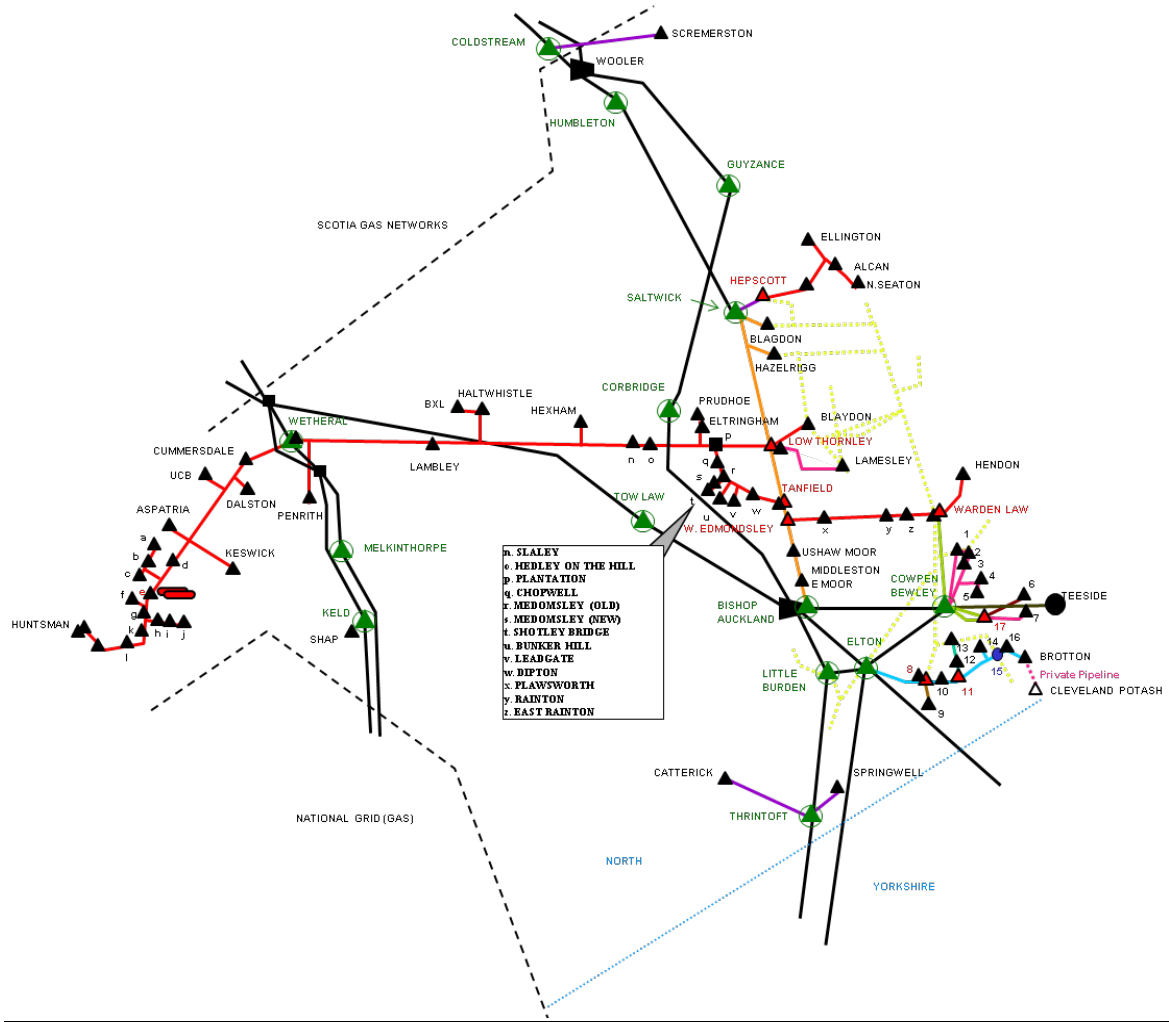 COLDSTREAM
SCREMERSTON
WOOLER
HUMBLETON
GUYZANCE
SCOTIA GAS NETWORKS
ELLINGTON
ALCAN
HEPSCOTT
N.SEATON
SALTWICK
BLAGDON
HAZELRIGG
HALTWHISTLE
BXL
HEXHAM
CORBRIDGE
PRUDHOE
ELTRINGHAM
BLAYDON
WETHERAL
CUMMERSDALE
LAMBLEY
n
o
p
LOW THORNLEY
LAMESLEY
UCB
DALSTON
PENRITH
q
r
s
t
u
v
w
TANFIELD
HENDON
TOW LAW
W. EDMONDSLEY
x
y
z
WARDEN LAW
ASPATRIA
a
b
c
d
KESWICK
MELKINTHORPE
n. SLALEY
o. HEDLEY ON THE HILL
p. PLANTATION
q. CHOPWELL
r. MEDOMSLEY (OLD)
s. MEDOMSLEY (NEW)
t. SHOTLEY BRIDGE
u. BUNKER HILL
v. LEADGATE
w. DIPTON
x. PLAWSWORTH
y. RAINTON
z. EAST RAINTON
USHAW MOOR
MIDDLESTON
E MOOR
COWPEN
BEWLEY
1
2
3
4
5
6
7
17
TEESIDE
e
f
g
h
i
j
k
l
HUNTSMAN
KELD
SHAP
BISHOP
AUCKLAND
ELTON
LITTLE
BURDEN
8
9
10
11
12
13
14
15
16
BROTTON
Private Pipeline
CLEVELAND POTASH
CATTERICK
SPRINGWELL
THRINTOFT
NATIONAL GRID (GAS)
NORTH
YORKSHIRE